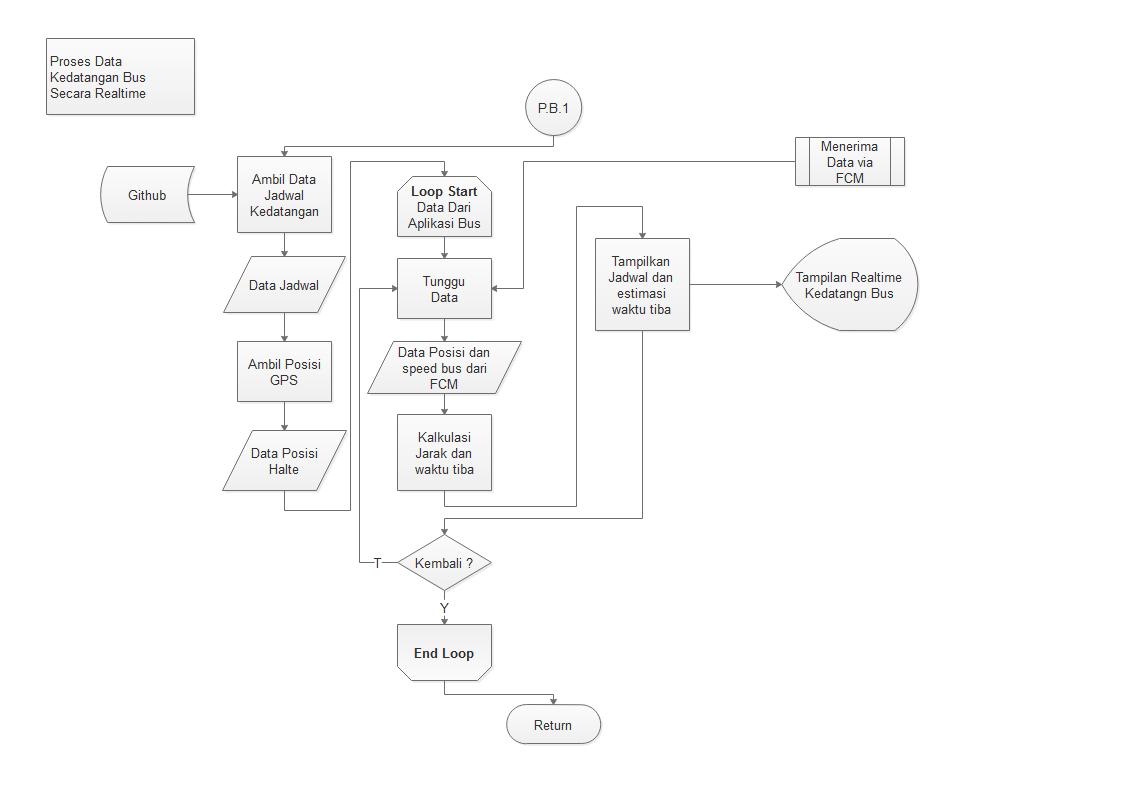 Proses Data
Kedatangan Bus
Secara Realtime
P.B.1
Menerima
Data via
FCM
Github
Ambil Data
Jadwal
Kedatangan
Loop Start
Data Dari
Aplikasi Bus
Data Jadwal
Tunggu
Data
Tampilkan
Jadwal dan
estimasi
waktu tiba
Tampilan Realtime
Kedatangn Bus
Ambil Posisi
GPS
Data Posisi dan
speed bus dari
FCM
Data Posisi
Halte
Kalkulasi
Jarak dan
waktu tiba
T
Kembali ?
Y
End Loop
Return